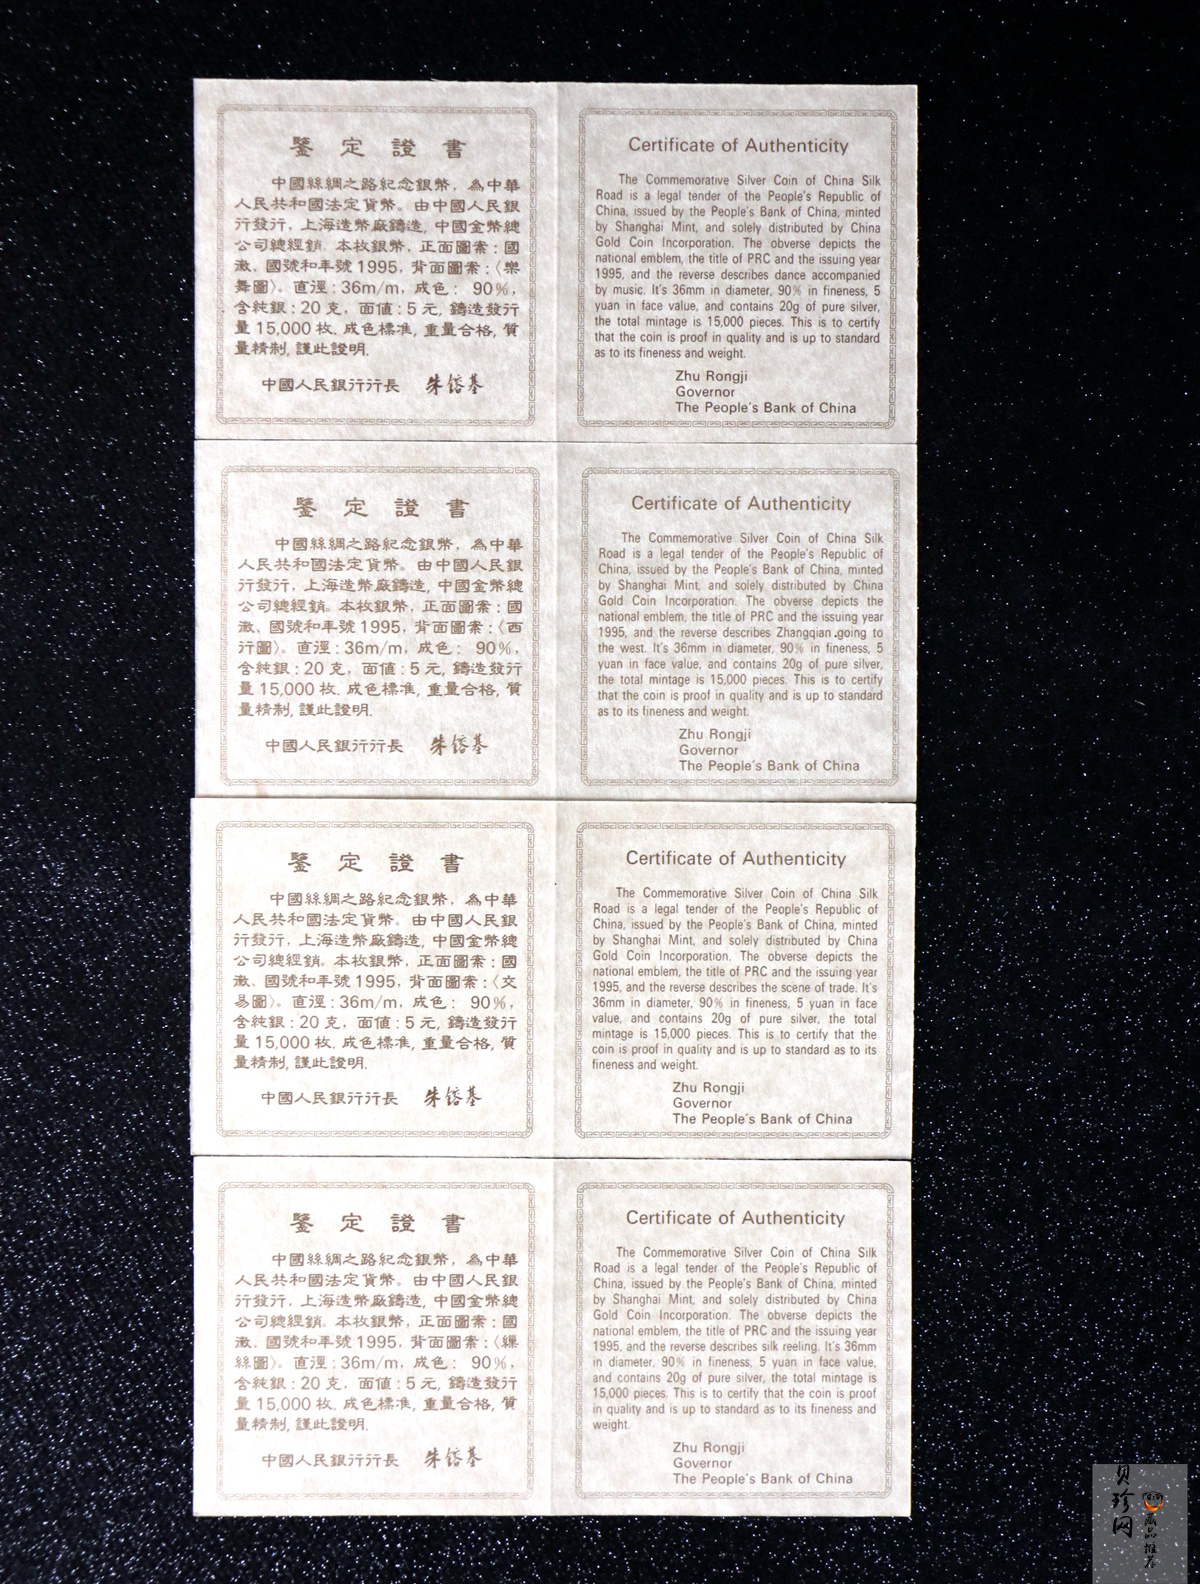 鑒定證書
中國絲綢之路紀念銀幣，為中華
人民共和國法定貨幣。由中國人民銀
行發行，上海造幣廠鑄造，中國金幣總
公司總經銷。本枚銀幣，正面圖案：國
徽、國號和年號1995，背面圖案：〈樂
舞圖〉。直徑：36m/m，成色：90%，
含純銀：20克，面值：5元，鑄造發行
量15,000枚．成色標准，重量合格，質
量精制，謹此證明．
中國人民銀行行長 朱鎔基
Certificate of Authenticity
The Commemorative Silver Coin of China Silk
Road is a legal tender of the People's Republic of
China, issued by the People's Bank of China, minted
by Shanghai Mint, and solely distributed by China
Gold Coin Incorporation. The obverse depicts the
national emblem, the title of PRC and the issuing year
1995, and the reverse describes dance accompanied
by music. It's 36mm in diameter, 90% in fineness, 5
yuan in face value, and contains 20g of pure silver,
the total mintage is 15,000 pieces. This is to certify
that the coin is proof in quality and is up to standard
as to its fineness and weight.
Zhu Rongji
Governor
The People's Bank of China
鑒定證書
中國絲綢之路紀念銀幣，為中華
人民共和國法定貨幣。由中國人民銀
行發行，上海造幣廠鑄造，中國金幣總
公司總經銷。本枚銀幣，正面圖案：國
徽、國號和年號1995，背面圖案：〈西
行圖〉。直徑：36m/m，成色：90%，
含純銀：20克，面值：5元，鑄造發行
量15,000枚．成色標准，重量合格，質
量精制，謹此證明．
中國人民銀行行長 朱鎔基
Certificate of Authenticity
The Commemorative Silver Coin of China Silk
Road is a legal tender of the People's Republic of
China, issued by the People's Bank of China, minted
by Shanghai Mint, and solely distributed by China
Gold Coin Incorporation. The obverse depicts the
national emblem, the title of PRC and the issuing year
1995, and the reverse describes Zhangqian going to
the west. It's 36mm in diameter, 90% in fineness, 5
yuan in face value, and contains 20g of pure silver,
the total mintage is 15,000 pieces. This is to certify
that the coin is proof in quality and is up to standard
as to its fineness and weight.
Zhu Rongji
Governor
The People's Bank of China
鑒定證書
中國絲綢之路紀念銀幣，為中華
人民共和國法定貨幣。由中國人民銀
行發行，上海造幣廠鑄造，中國金幣總
公司總經銷。本枚銀幣，正面圖案：國
徽、國號和年號1995，背面圖案：〈交
易圖〉。直徑：36m/m，成色：90%，
含純銀：20克，面值：5元，鑄造發行
量15,000枚．成色標准，重量合格，質
量精制，謹此證明．
中國人民銀行行長 朱鎔基
Certificate of Authenticity
The Commemorative Silver Coin of China Silk
Road is a legal tender of the People's Republic of
China, issued by the People's Bank of China, minted
by Shanghai Mint, and solely distributed by China
Gold Coin Incorporation. The obverse depicts the
national emblem, the title of PRC and the issuing year
1995, and the reverse describes the scene of trade. It's
36mm in diameter, 90% in fineness, 5 yuan in face
value, and contains 20g of pure silver, the total
mintage is 15,000 pieces. This is to certify that the
coin is proof in quality and is up to standard as to its
fineness and weight.
Zhu Rongji
Governor
The People's Bank of China
鑒定證書
中國絲綢之路紀念銀幣，為中華
人民共和國法定貨幣。由中國人民銀
行發行，上海造幣廠鑄造，中國金幣總
公司總經銷。本枚銀幣，正面圖案：國
徽、國號和年號1995，背面圖案：〈繅
絲圖〉。直徑：36m/m，成色：90%，
含純銀：20克，面值：5元，鑄造發行
量15,000枚．成色標准，重量合格，質
量精制，謹此證明．
中國人民銀行行長 朱鎔基
Certificate of Authenticity
The Commemorative Silver Coin of China Silk
Road is a legal tender of the People's Republic of
China, issued by the People's Bank of China, minted
by Shanghai Mint, and solely distributed by China
Gold Coin Incorporation. The obverse depicts the
national emblem, the title of PRC and the issuing year
1995, and the reverse describes silk reeling. It's 36mm
in diameter, 90% in fineness, 5 yuan in face value,
and contains 20g of pure silver, the total mintage is
15,000 pieces. This is to certify that the coin is proof
in quality and is up to standard as to its fineness and
weight.
Zhu Rongji
Governor
The People's Bank of China
贝珍网
藏品推荐